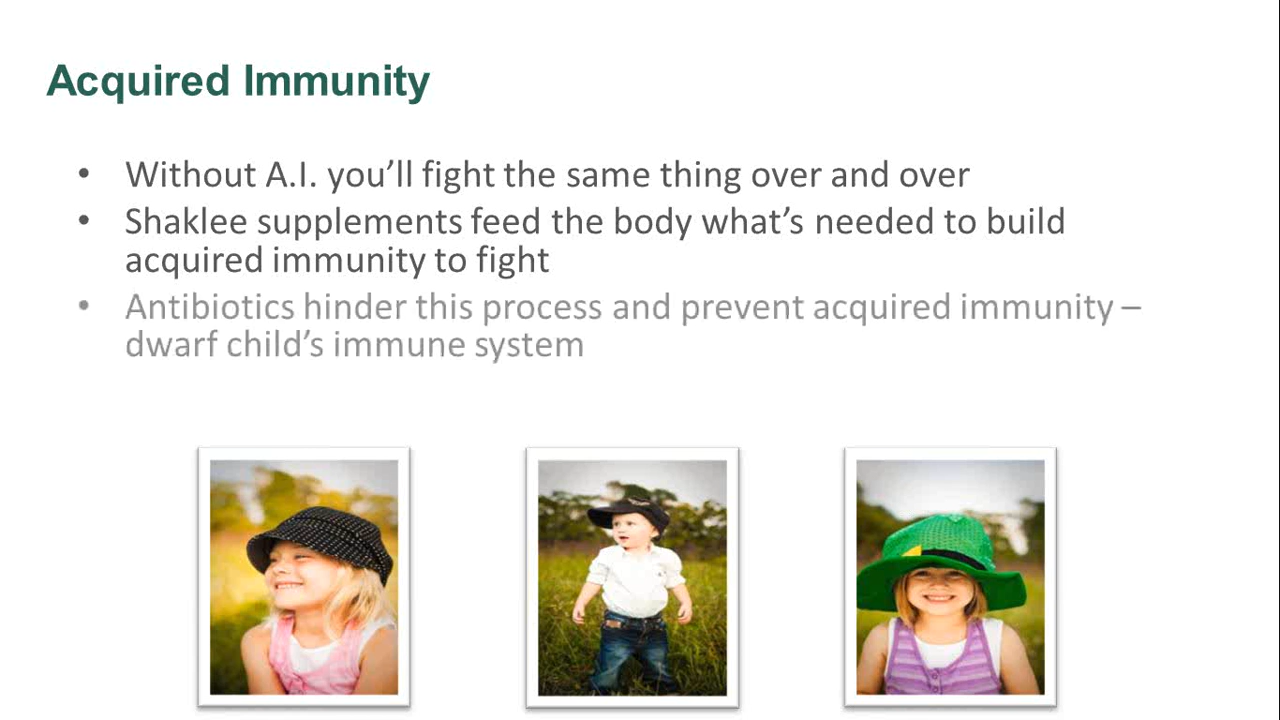 Acquired Immunity
• Without A.I. you’ll fight the same thing over and over
• Shaklee supplements feed the body what’s needed to build
acquired immunity to fight
• Antibiotics hinder this process and prevent acquired immunity –
dwarf child’s immune system